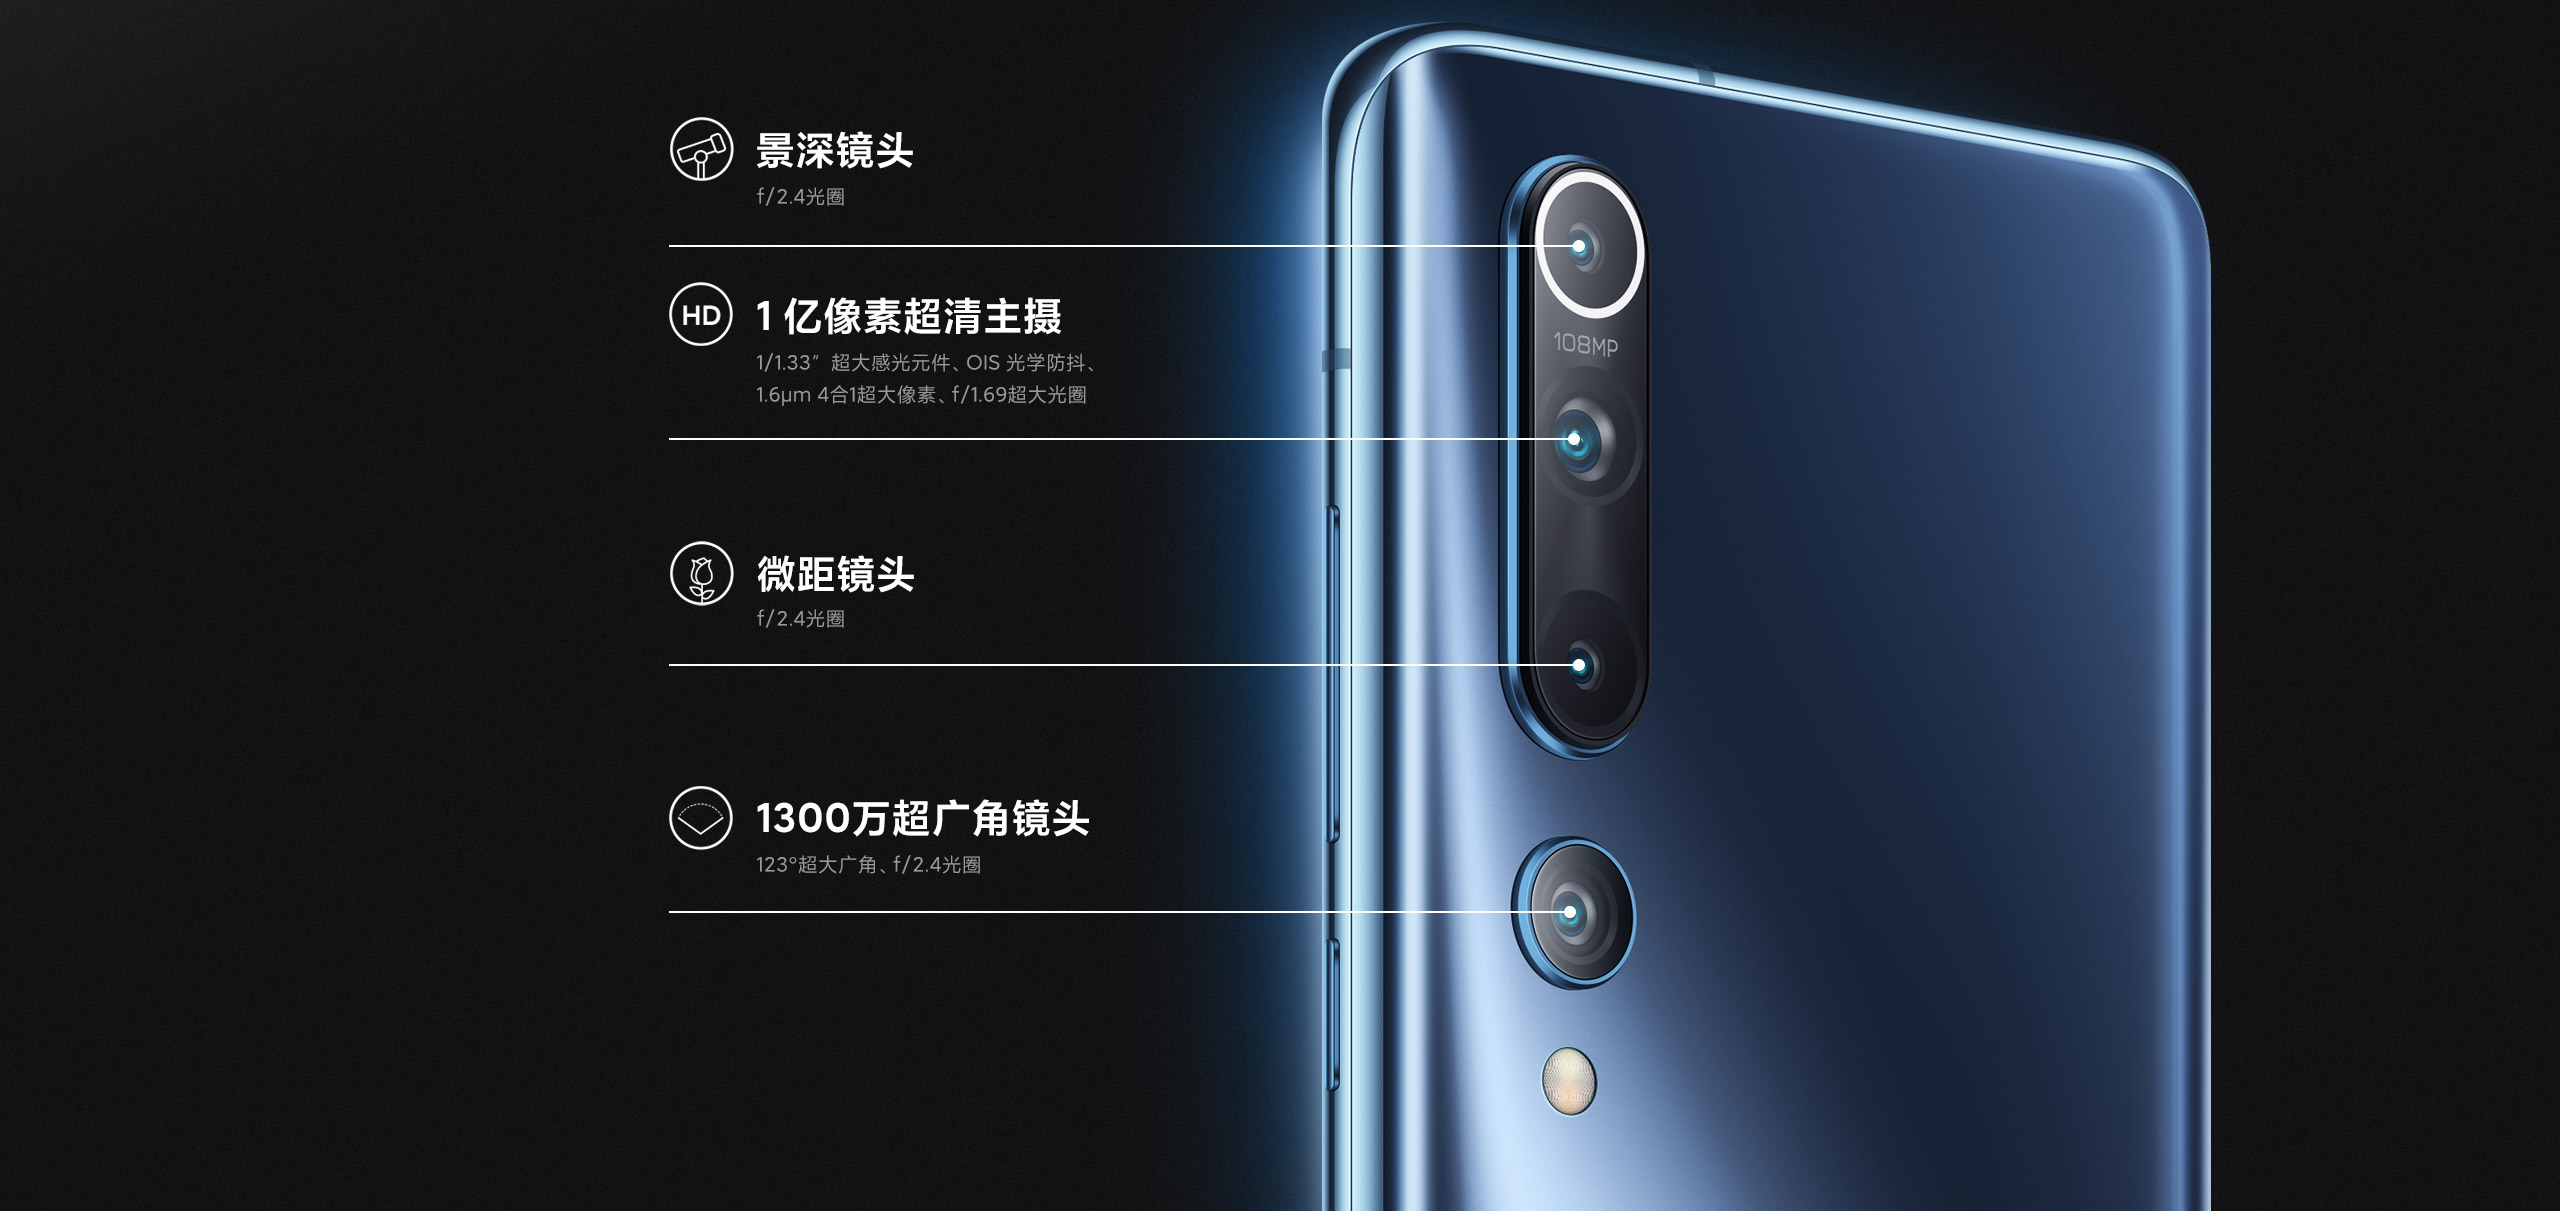 景深镜头
f/2.4光圈
HD
1 亿像素超清主摄
1/1.33″ 超大感光元件、OIS 光学防抖、
1.6μm 4合1超大像素、f/1.69超大光圈
108MP
微距镜头
f/2.4光圈
1300万超广角镜头
123°超大广角、f/2.4光圈